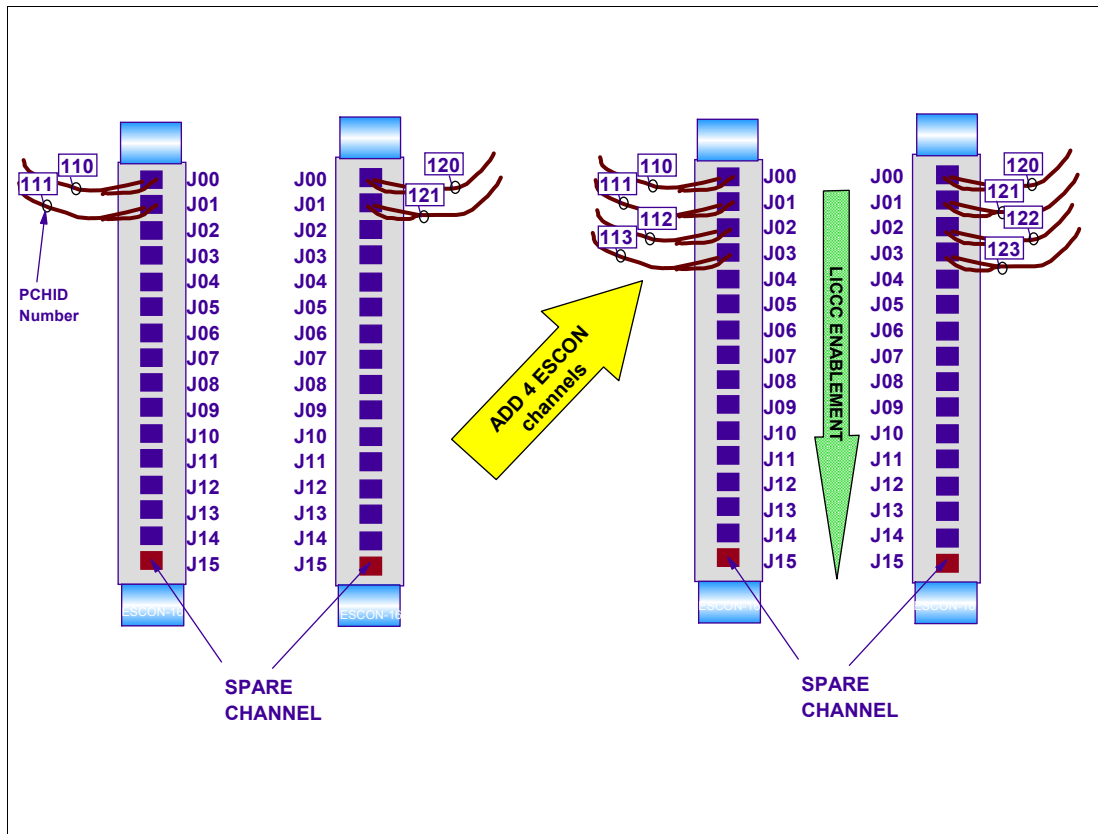 110
111
PCHID
Number
J00
J01
J02
J03
J04
J05
J06
J07
J08
J09
J10
J11
J12
J13
J14
J15
ESCON-16
J00
J01
J02
J03
J04
J05
J06
J07
J08
J09
J10
J11
J12
J13
J14
J15
120
121
ESCON-16
SPARE
CHANNEL
ADD 4 ESCON
channels
110
111
112
113
J00
J01
J02
J03
J04
J05
J06
J07
J08
J09
J10
J11
J12
J13
J14
J15
ESCON-16
LICCC ENABLEMENT
J00
J01
J02
J03
J04
J05
J06
J07
J08
J09
J10
J11
J12
J13
J14
J15
120
121
122
123
ESCON-16
SPARE
CHANNEL